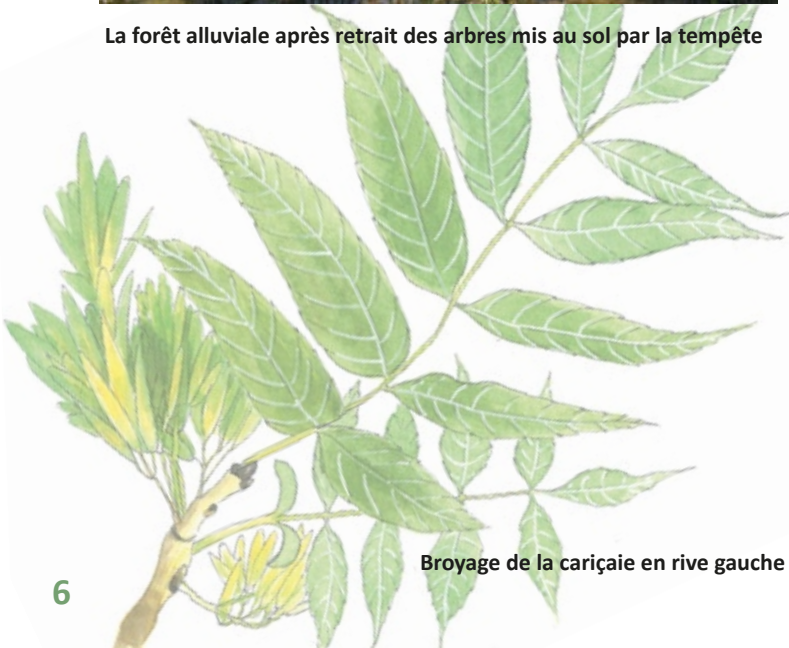 La forêt alluviale après retrait des arbres mis au sol par la tempête
Broyage de la cariçaie en rive gauche
6